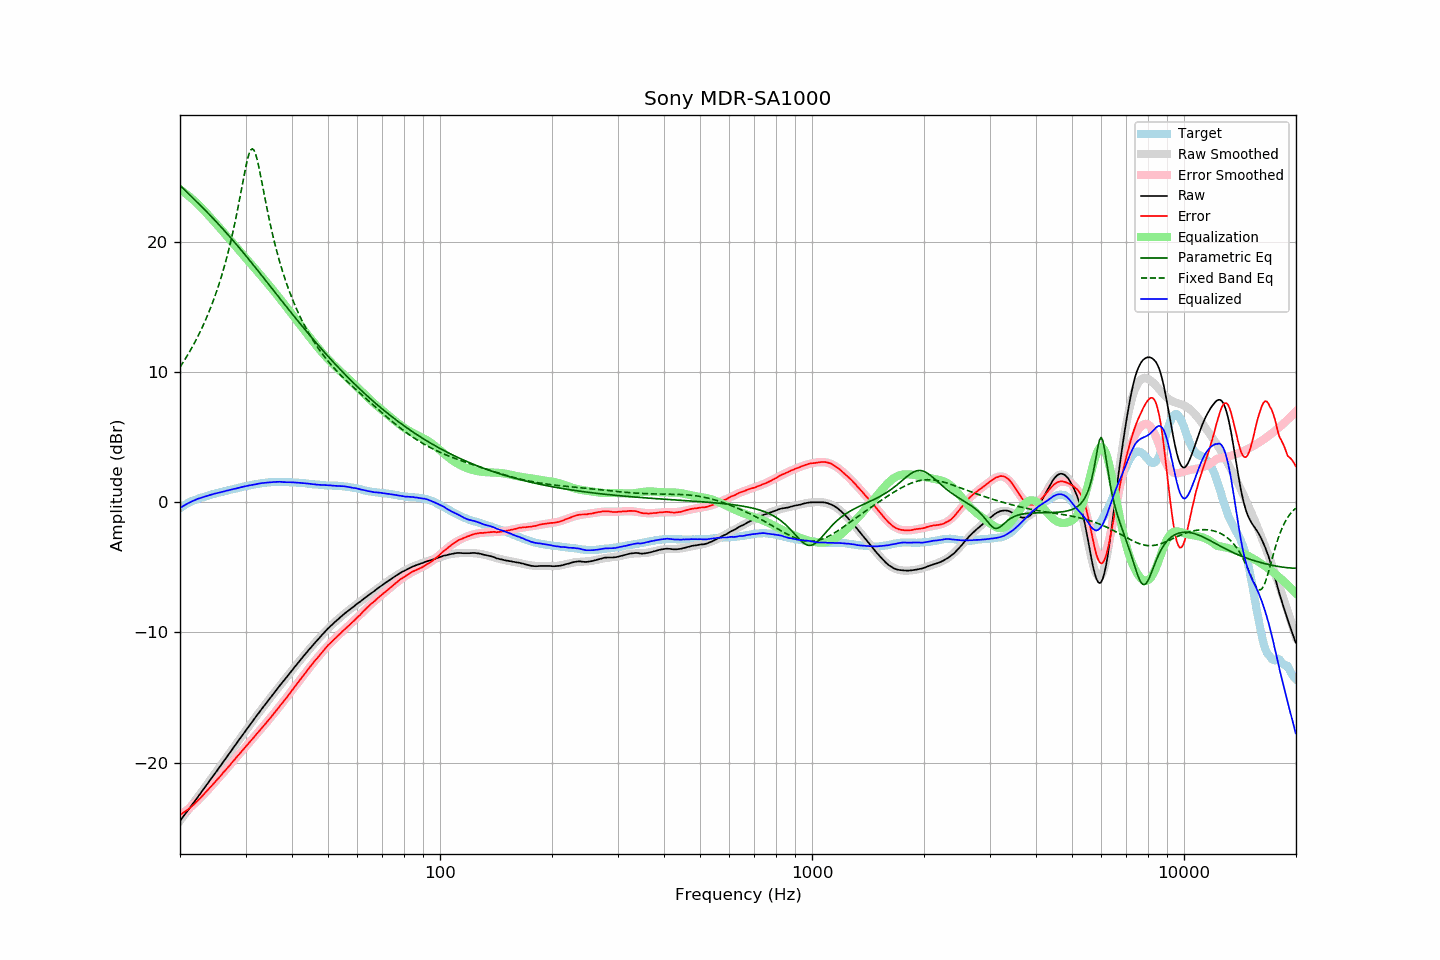 Sony MDR-SA1000
Target
Raw Smoothed
Error Smoothed
Raw
Error
Equalization
Parametric Eq
Fixed Band Eq
Equalized
20
10
0
−10
−20
Amplitude (dBr)
100
1000
10000
Frequency (Hz)